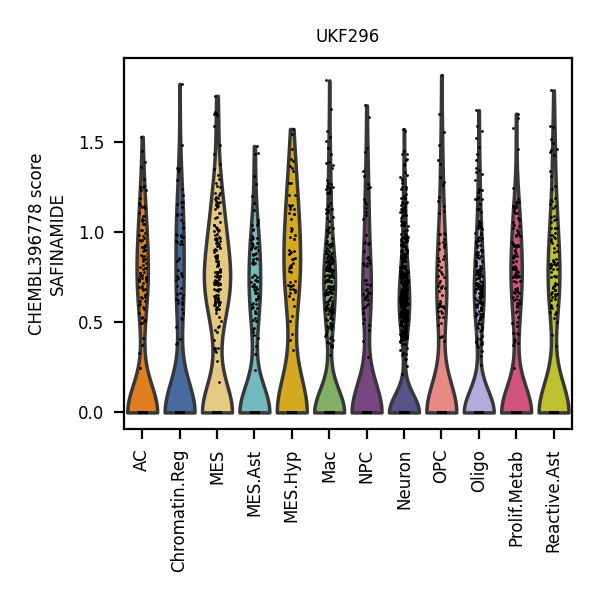 UKF296
CHEMBL396778 score
SAFINAMIDE
1.5
1.0
0.5
0.0
AC
Chromatin.Reg
MES
MES.Ast
MES.Hyp
Mac
NPC
Neuron
OPC
Oligo
Prolif.Metab
Reactive.Ast